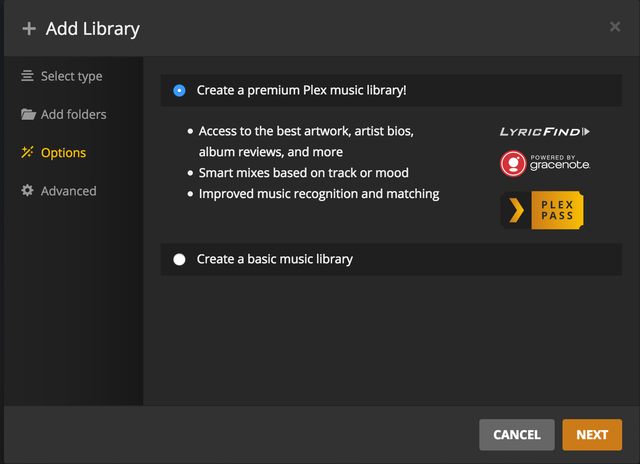 Add Library
Select type
Add folders
Options
Advanced
Create a premium Plex music library!
Access to the best artwork, artist bios,
album reviews, and more
Smart mixes based on track or mood
Improved music recognition and matching
LYRICFIND
POWERED BY
gracenote.
PLEX
PASS
Create a basic music library
CANCEL
NEXT